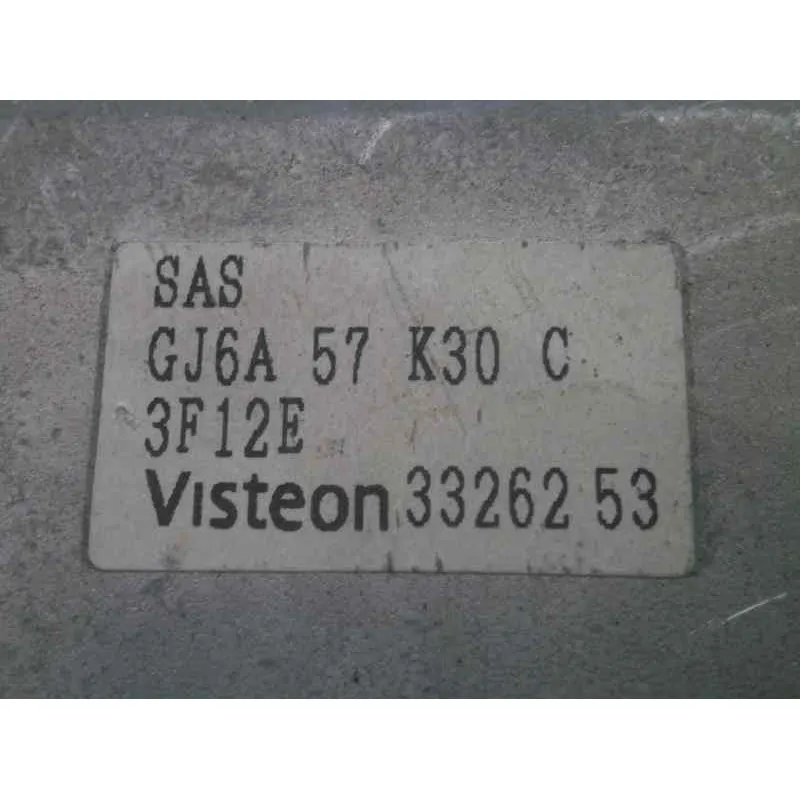 SAS
GJ6A 57 K30 C
3F12E
Visteon 33262 53